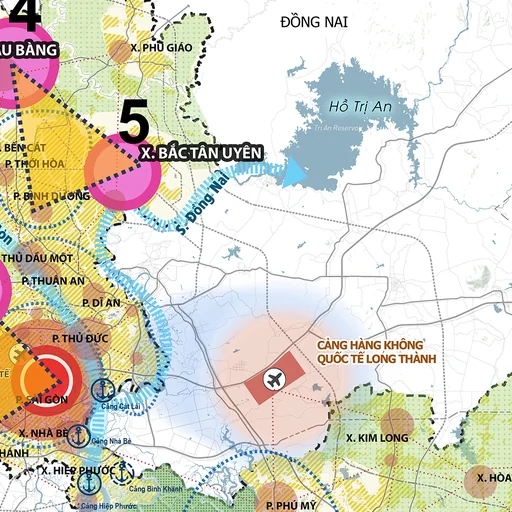 4
ĐỒNG NAI
X. PHÚ GIÁO
ÀU BÀNG
Hồ Trị An
Trị An Reservoir
5
X. BẮC TÂN UYÊN
BẾN CÁT
P. THỚI HÒA
P. BÌNH DƯƠNG
S. Đồng Nai
THỦ DẦU MỘT
P. THUẬN AN
P. DĨ AN
P. THỦ ĐỨC
CẢNG HÀNG KHÔNG
QUỐC TẾ LONG THÀNH
TẾ
P. SÀI GÒN
Cảng Cát Lái
X. NHÀ BÈ
Cảng Nhà Bè
X. KIM LONG
HÁNH
X. HIỆP PHƯỚC
X. HÒA
Cảng Bình Khánh
Cảng Hiệp Phước
P. PHÚ MỸ